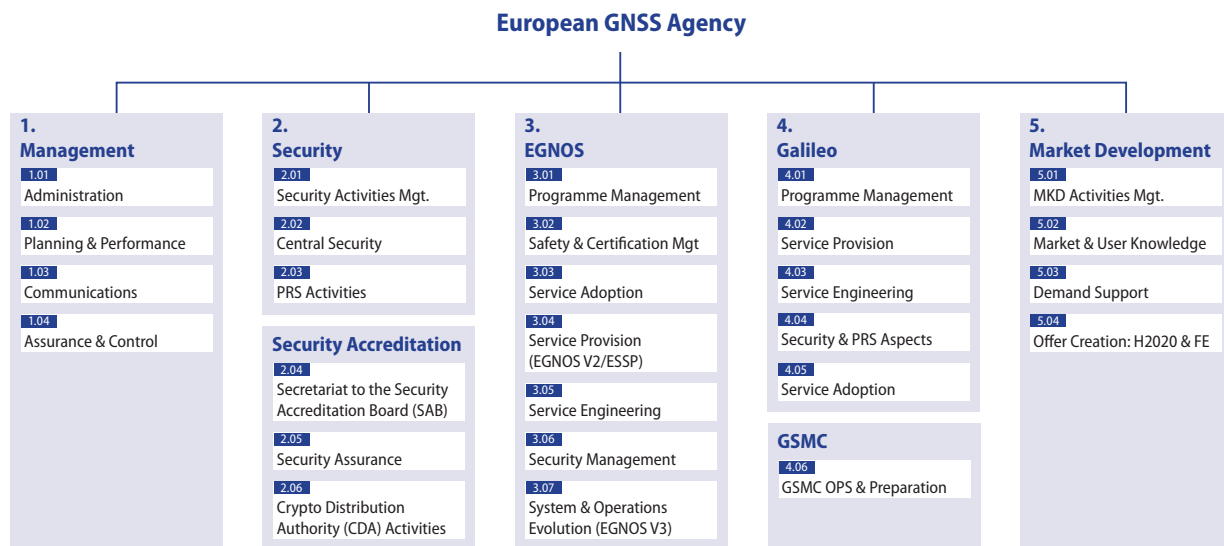 European GNSS Agency
1.
Management
1.01
Administration
1.02
Planning & Performance
1.03
Communications
1.04
Assurance & Control
2.
Security
2.01
Security Activities Mgt.
2.02
Central Security
2.03
PRS Activities
Security Accreditation
2.04
Secretariat to the Security
Accreditation Board (SAB)
2.05
Security Assurance
2.06
Crypto Distribution
Authority (CDA) Activities
3.
EGNOS
3.01
Programme Management
3.02
Safety & Certification Mgt
3.03
Service Adoption
3.04
Service Provision
(EGNOS V2/ESSP)
3.05
Service Engineering
3.06
Security Management
3.07
System & Operations
Evolution (EGNOS V3)
4.
Galileo
4.01
Programme Management
4.02
Service Provision
4.03
Service Engineering
4.04
Security & PRS Aspects
4.05
Service Adoption
GSMC
4.06
GSMC OPS & Preparation
5.
Market Development
5.01
MKD Activities Mgt.
5.02
Market & User Knowledge
5.03
Demand Support
5.04
Offer Creation: H2020 & FE